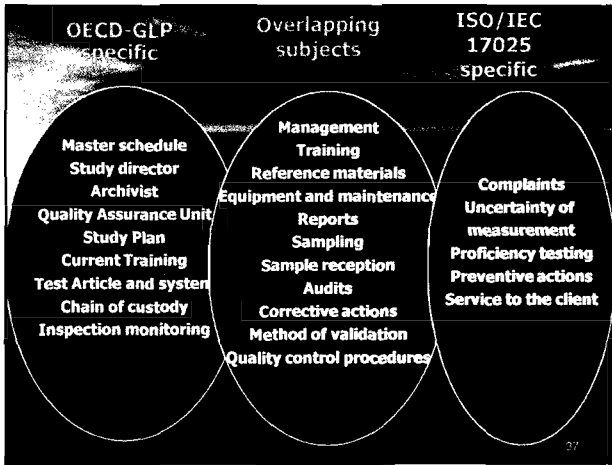 OECD-GLP
specific
Overlapping
subjects
ISO/IEC
17025
specific
Master schedule
Study director
Archivist
Quality Assurance Unit
Study Plan
Current Training
Test Article and system
Chain of custody
Inspection monitoring
Management
Training
Reference materials
Equipment and maintenance
Reports
Sampling
Sample reception
Audits
Corrective actions
Method of validation
Quality control procedures
Complaints
Uncertainty of
measurement
Proficiency testing
Preventive actions
Service to the client
37